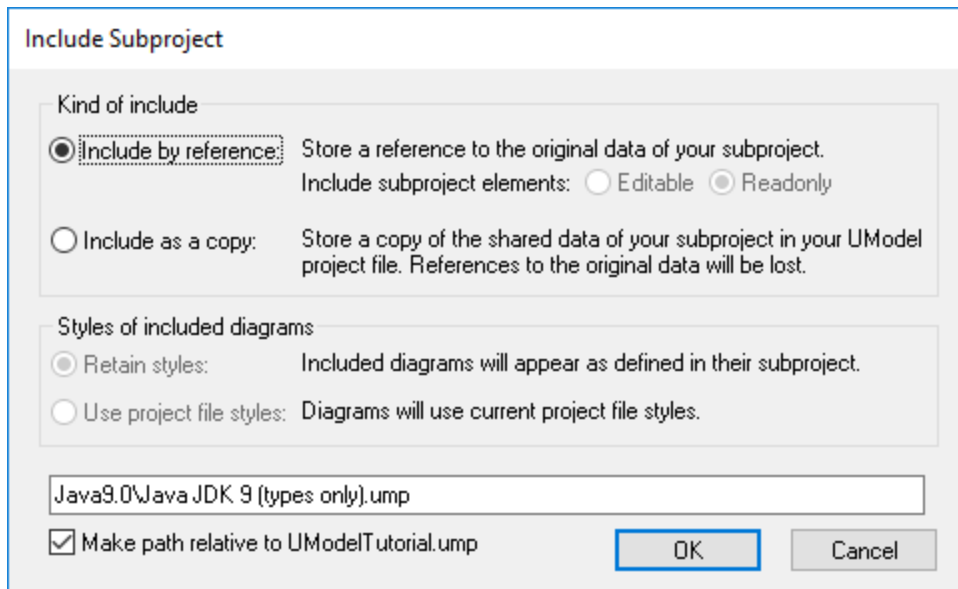 Include Subproject
Kind of include
Include by reference: Store a reference to the original data of your subproject.
Include subproject elements: Editable Readonly
Include as a copy: Store a copy of the shared data of your subproject in your UModel
project file. References to the original data will be lost.
Styles of included diagrams
Retain styles: Included diagrams will appear as defined in their subproject.
Use project file styles: Diagrams will use current project file styles.
Java9.0\Java JDK 9 (types only).ump
Make path relative to UModelTutorial.ump
OK Cancel